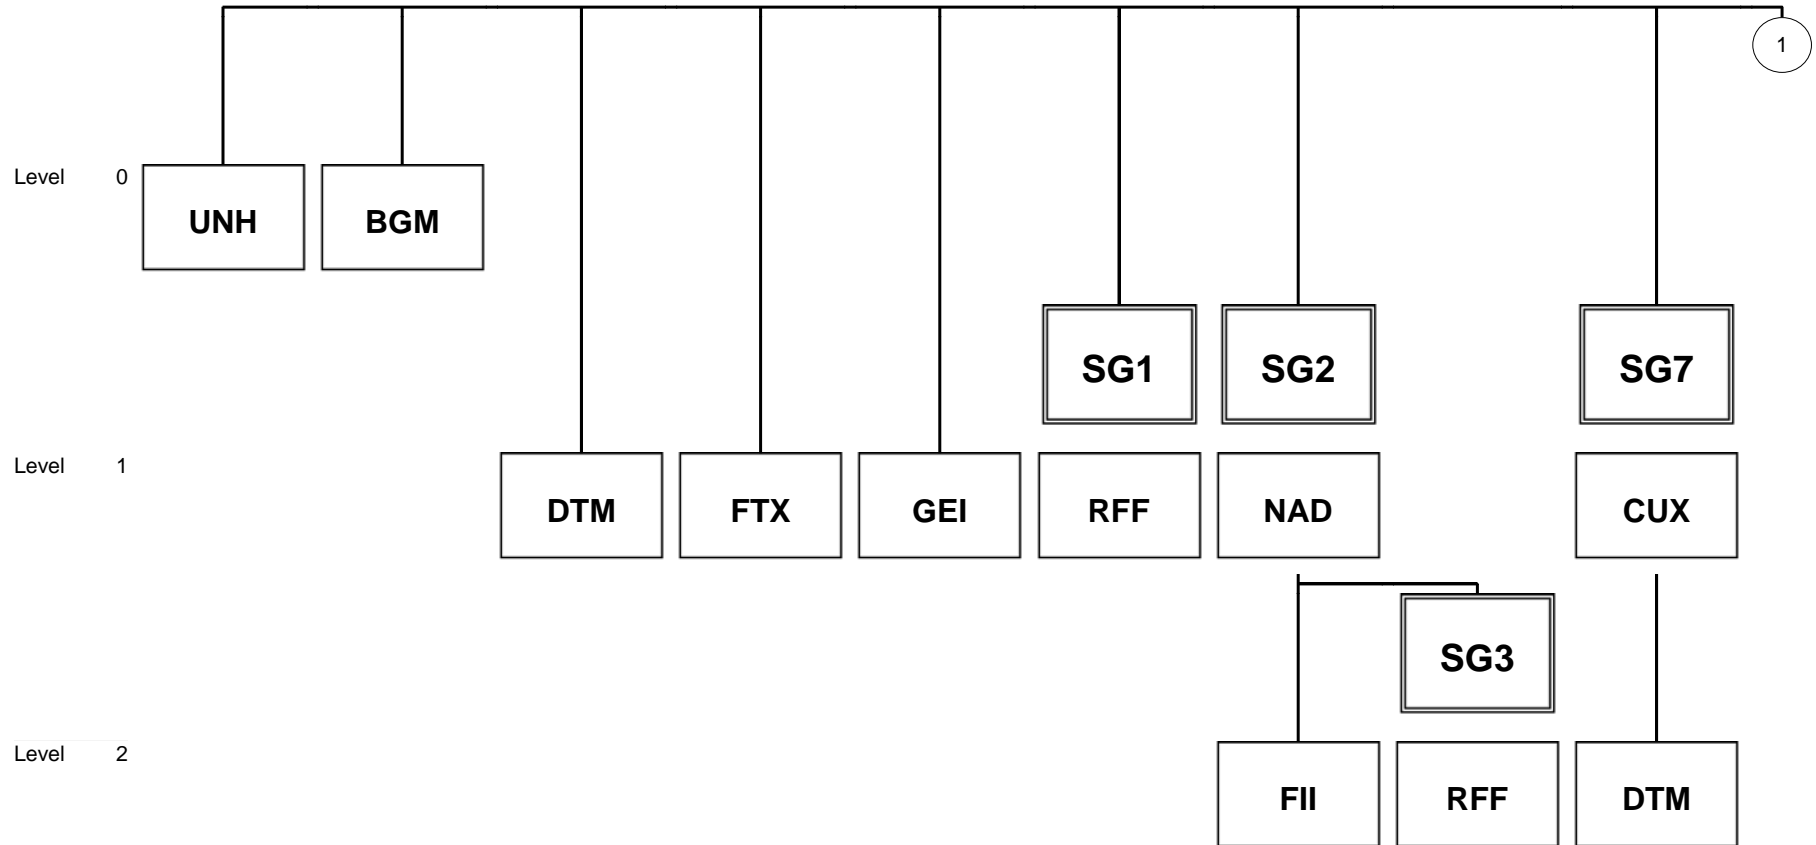 1
Level 0
UNH BGM
SG1 SG2 SG7
Level 1
DTM FTX GEI RFF NAD CUX
SG3
Level 2
FII RFF DTM